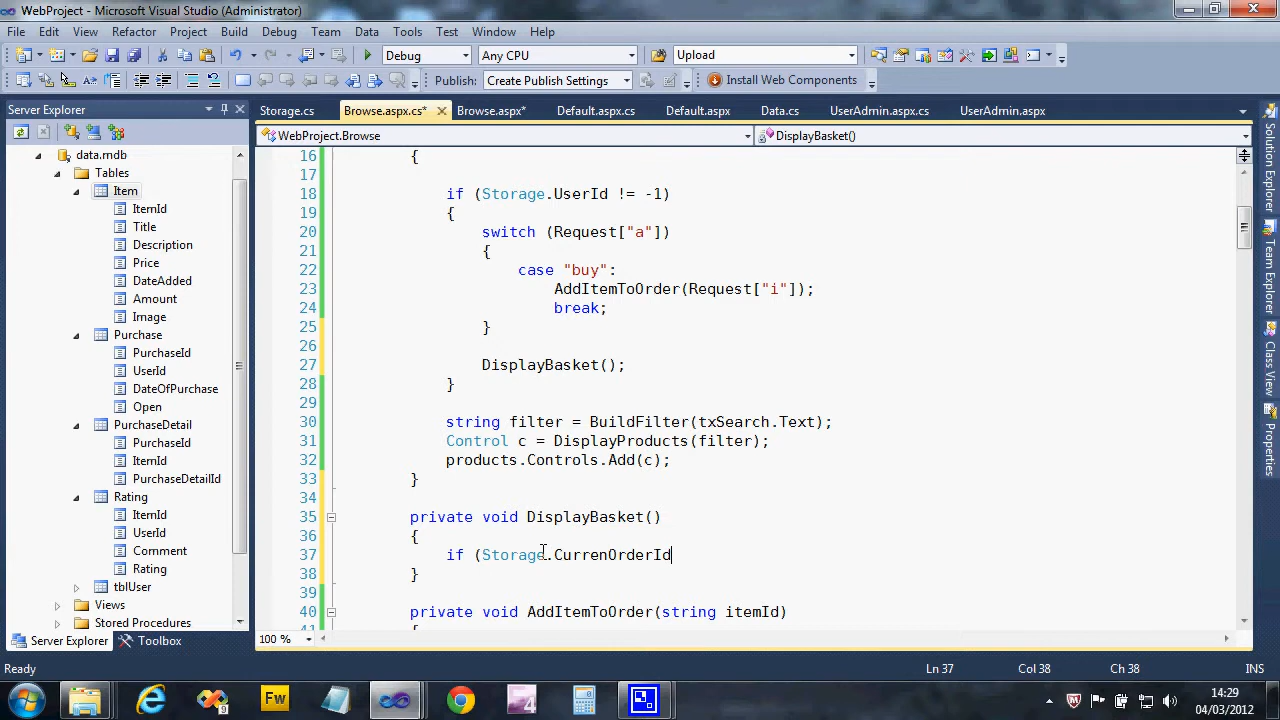 WebProject - Microsoft Visual Studio (Administrator)
File Edit View Refactor Project Build Debug Team Data Tools Test Window Help
Debug Any CPU Upload
Publish: Create Publish Settings Install Web Components
Server Explorer
Storage.cs Browse.aspx.cs* Browse.aspx* Default.aspx.cs Default.aspx Data.cs UserAdmin.aspx.cs UserAdmin.aspx
WebProject.Browse DisplayBasket()
data.mdb
Tables
Item
ItemId
Title
Description
Price
DateAdded
Amount
Image
Purchase
PurchaseId
UserId
DateOfPurchase
Open
PurchaseDetail
PurchaseId
ItemId
PurchaseDetailId
Rating
ItemId
UserId
Comment
Rating
tblUser
Views
Stored Procedures
Server Explorer Toolbox
16 {
17
18 if (Storage.UserId != -1)
19 {
20 switch (Request["a"])
21 {
22 case "buy":
23 AddItemToOrder(Request["i"]);
24 break;
25 }
26
27 DisplayBasket();
28 }
29
30 string filter = BuildFilter(txSearch.Text);
31 Control c = DisplayProducts(filter);
32 products.Controls.Add(c);
33 }
34
35 private void DisplayBasket()
36 {
37 if (Storage.CurrenOrderId
38 }
39
40 private void AddItemToOrder(string itemId)
41 {
100 %
Solution Explorer
Team Explorer
Class View
Properties
Ready Ln 37 Col 38 Ch 38 INS
Fw
14:29
04/03/2012